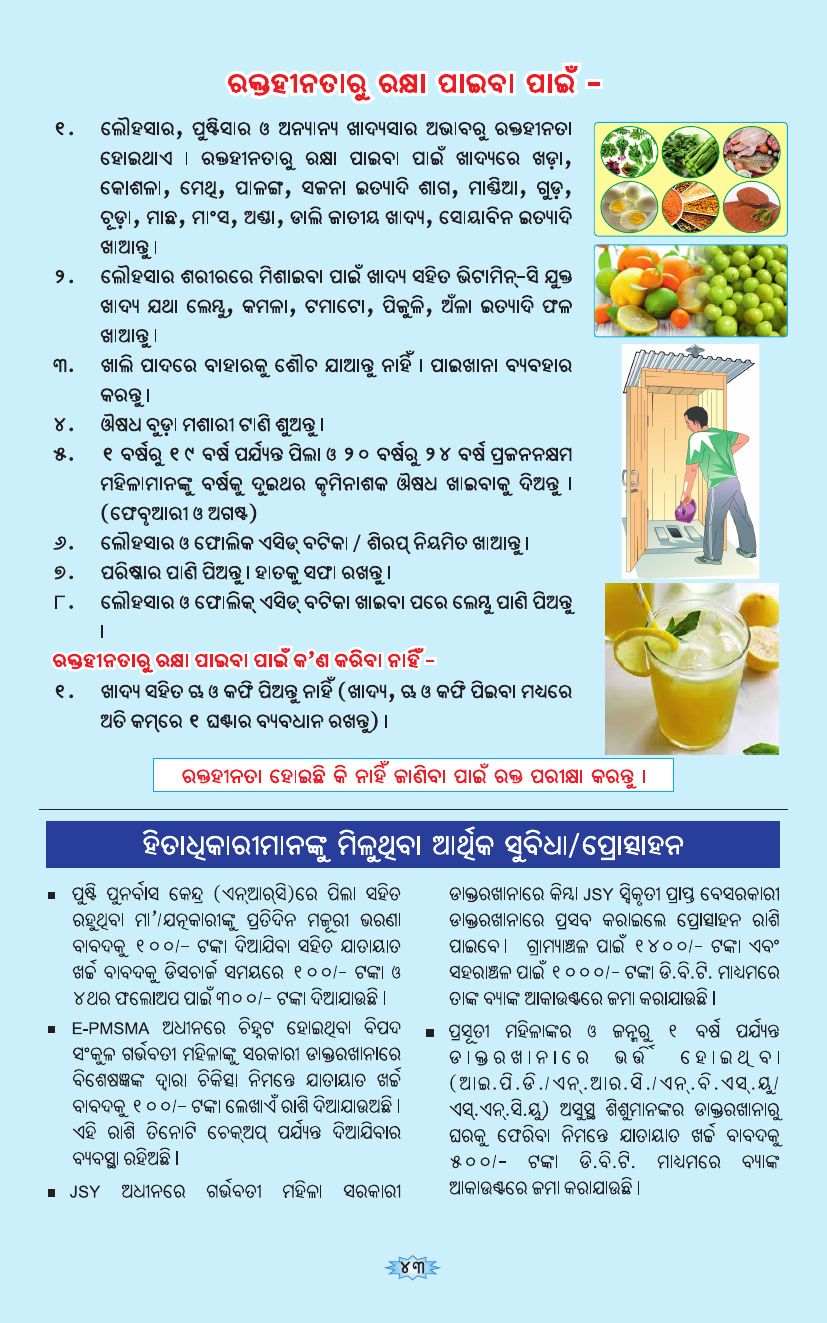 ରକ୍ତହୀନତାରୁ ରକ୍ଷା ପାଇବା ପାଇଁ –
୧. ଲୌହସାର, ପୁଷ୍ଟିସାର ଓ ଅନ୍ୟାନ୍ୟ ଖାଦ୍ୟସାର ଅଭାବରୁ ରକ୍ତହୀନତା
ହୋଇଥାଏ । ରକ୍ତହୀନତାରୁ ରକ୍ଷା ପାଇବା ପାଇଁ ଖାଦ୍ୟରେ ଖଡ଼ା,
କୋଶଳା, ମେଥି, ପାଳଙ୍ଗ, ସଜନା ଇତ୍ୟାଦି ଶାଗ, ମାଣ୍ଡିଆ, ଗୁଡ଼,
ଚୂଡ଼ା, ମାଛ, ମାଂସ, ଅଣ୍ଡା, ଡାଲି ଜାତୀୟ ଖାଦ୍ୟ, ସୋୟାବିନ ଇତ୍ୟାଦି
ଖାଆନ୍ତୁ ।
୨. ଲୌହସାର ଶରୀରରେ ମିଶାଇବା ପାଇଁ ଖାଦ୍ୟ ସହିତ ଭିଟାମିନ୍-ସି ଯୁକ୍ତ
ଖାଦ୍ୟ ଯଥା ଲେମ୍ବୁ, କମଳା, ଟମାଟୋ, ପିଜୁଳି, ଅଁଳା ଇତ୍ୟାଦି ଫଳ
ଖାଆନ୍ତୁ ।
୩. ଖାଲି ପାଦରେ ବାହାରକୁ ଶୌଚ ଯାଆନ୍ତୁ ନାହିଁ । ପାଇଖାନା ବ୍ୟବହାର
କରନ୍ତୁ ।
୪. ଔଷଧ ବୁଡ଼ା ମଶାରୀ ଟାଣି ଶୁଅନ୍ତୁ ।
୫. ୧ ବର୍ଷରୁ ୧୯ ବର୍ଷ ପର୍ଯ୍ୟନ୍ତ ପିଲା ଓ ୨୦ ବର୍ଷରୁ ୨୪ ବର୍ଷ ପ୍ରଜନନକ୍ଷମ
ମହିଳାମାନଙ୍କୁ ବର୍ଷକୁ ଦୁଇଥର କୃମିନାଶକ ଔଷଧ ଖାଇବାକୁ ଦିଅନ୍ତୁ ।
(ଫେବୃଆରୀ ଓ ଅଗଷ୍ଟ)
୬. ଲୌହସାର ଓ ଫୋଲିକ ଏସିଡ୍ ବଟିକା / ଶିରପ୍ ନିୟମିତ ଖାଆନ୍ତୁ ।
୭. ପରିଷ୍କାର ପାଣି ପିଅନ୍ତୁ । ହାତକୁ ସଫା ରଖନ୍ତୁ ।
୮. ଲୌହସାର ଓ ଫୋଲିକ୍ ଏସିଡ୍ ବଟିକା ଖାଇବା ପରେ ଲେମ୍ବୁ ପାଣି ପିଅନ୍ତୁ
।
ରକ୍ତହୀନତାରୁ ରକ୍ଷା ପାଇବା ପାଇଁ କ'ଣ କରିବା ନାହିଁ –
୧. ଖାଦ୍ୟ ସହିତ ଚା ଓ କଫି ପିଅନ୍ତୁ ନାହିଁ (ଖାଦ୍ୟ, ଚା ଓ କଫି ପିଇବା ମଧ୍ୟରେ
ଅତି କମ୍‌ରେ ୧ ଘଣ୍ଟାର ବ୍ୟବଧାନ ରଖନ୍ତୁ) ।
ରକ୍ତହୀନତା ହୋଇଛି କି ନାହିଁ ଜାଣିବା ପାଇଁ ରକ୍ତ ପରୀକ୍ଷା କରନ୍ତୁ ।
ହିତାଧିକାରୀମାନଙ୍କୁ ମିଳୁଥିବା ଆର୍ଥିକ ସୁବିଧା/ପ୍ରୋତ୍ସାହନ
▪ ପୁଷ୍ଟି ପୁନର୍ବାସ କେନ୍ଦ୍ର (ଏନ୍‌ଆର୍‌ସି)ରେ ପିଲା ସହିତ
ରହୁଥିବା ମା'/ଯତ୍ନକାରୀଙ୍କୁ ପ୍ରତିଦିନ ମଜୁରୀ ଭରଣା
ବାବଦକୁ ୧୦୦/- ଟଙ୍କା ଦିଆଯିବା ସହିତ ଯାତାୟାତ
ଖର୍ଚ୍ଚ ବାବଦକୁ ଡିସଚାର୍ଜ ସମୟରେ ୧୦୦/- ଟଙ୍କା ଓ
୪ଥର ଫଲୋଅପ ପାଇଁ ୩୦୦/- ଟଙ୍କା ଦିଆଯାଉଛି ।
▪ E-PMSMA ଅଧୀନରେ ଚିହ୍ନଟ ହୋଇଥିବା ବିପଦ
ସଂକୁଳ ଗର୍ଭବତୀ ମହିଳାଙ୍କୁ ସରକାରୀ ଡାକ୍ତରଖାନାରେ
ବିଶେଷଜ୍ଞଙ୍କ ଦ୍ୱାରା ଚିକିତ୍ସା ନିମନ୍ତେ ଯାତାୟାତ ଖର୍ଚ୍ଚ
ବାବଦକୁ ୧୦୦/- ଟଙ୍କା ଲେଖାଏଁ ରାଶି ଦିଆଯାଉଅଛି ।
ଏହି ରାଶି ତିନୋଟି ଚେକ୍‌ଅପ୍ ପର୍ଯ୍ୟନ୍ତ ଦିଆଯିବାର
ବ୍ୟବସ୍ଥା ରହିଅଛି ।
▪ JSY ଅଧୀନରେ ଗର୍ଭବତୀ ମହିଳା ସରକାରୀ
ଡାକ୍ତରଖାନାରେ କିମ୍ବା JSY ସ୍ୱିକୃତୀ ପ୍ରାପ୍ତ ବେସରକାରୀ
ଡାକ୍ତରଖାନାରେ ପ୍ରସବ କରାଇଲେ ପ୍ରୋତ୍ସାହନ ରାଶି
ପାଇବେ । ଗ୍ରାମ୍ୟାଞ୍ଚଳ ପାଇଁ ୧୪୦୦/- ଟଙ୍କା ଏବଂ
ସହରାଞ୍ଚଳ ପାଇଁ ୧୦୦୦/- ଟଙ୍କା ଡି.ବି.ଟି. ମାଧ୍ୟମରେ
ତାଙ୍କ ବ୍ୟାଙ୍କ ଆକାଉଣ୍ଟରେ ଜମା କରାଯାଉଛି ।
▪ ପ୍ରସୂତୀ ମହିଳାଙ୍କର ଓ ଜନ୍ମରୁ ୧ ବର୍ଷ ପର୍ଯ୍ୟନ୍ତ
ଡାକ୍ତରଖାନାରେ ଭର୍ତ୍ତି ହୋଇଥିବା
(ଆଇ.ପି.ଡି./ଏନ୍.ଆର.ସି./ଏନ୍.ବି.ଏସ୍.ୟୁ/
ଏସ୍.ଏନ୍.ସି.ୟୁ) ଅସୁସ୍ଥ ଶିଶୁମାନଙ୍କର ଡାକ୍ତରଖାନାରୁ
ଘରକୁ ଫେରିବା ନିମନ୍ତେ ଯାତାୟାତ ଖର୍ଚ୍ଚ ବାବଦକୁ
୫୦୦/- ଟଙ୍କା ଡି.ବି.ଟି. ମାଧ୍ୟମରେ ବ୍ୟାଙ୍କ
ଆକାଉଣ୍ଟରେ ଜମା କରାଯାଉଛି ।
୪୩